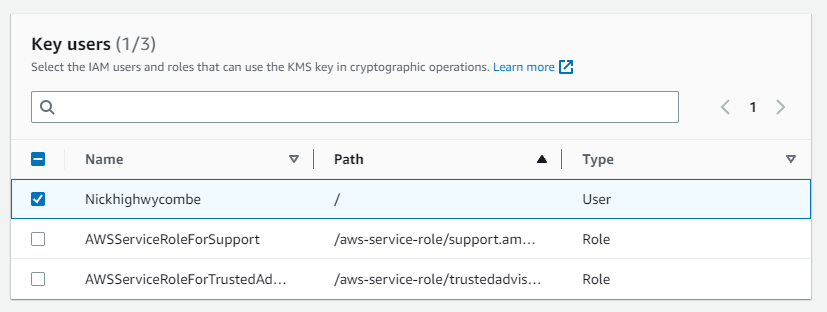 Key users (1/3)
Select the IAM users and roles that can use the KMS key in cryptographic operations. Learn more
1
Name Path Type
Nickhighwycombe / User
AWSServiceRoleForSupport /aws-service-role/support.am… Role
AWSServiceRoleForTrustedAd… /aws-service-role/trustedadvis… Role